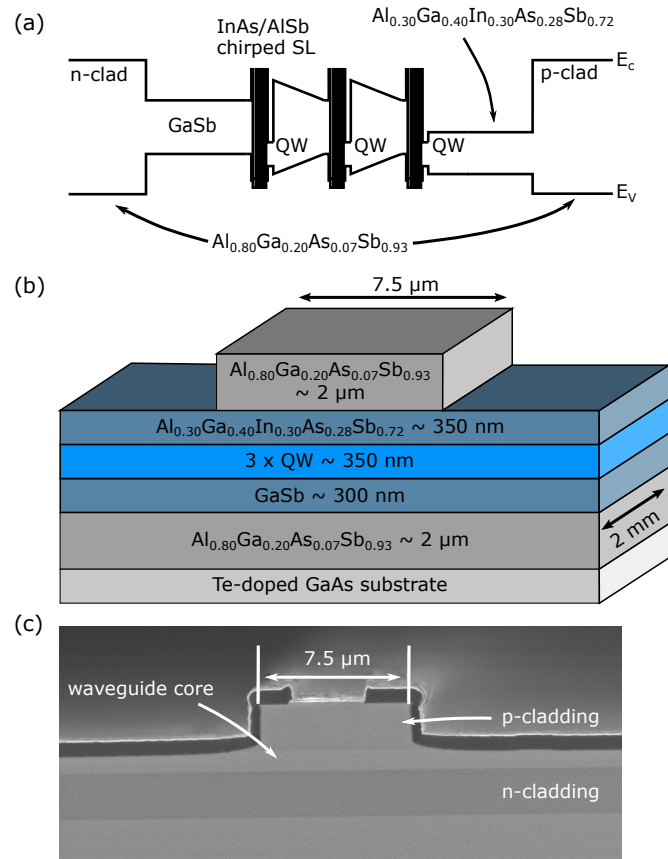 (a)
InAs/AlSb
chirped SL
Al0.30Ga0.40In0.30As0.28Sb0.72
n-clad
p-clad
Ec
GaSb
QW
QW
QW
EV
Al0.80Ga0.20As0.07Sb0.93
(b)
7.5 µm
Al0.80Ga0.20As0.07Sb0.93
~ 2 µm
Al0.30Ga0.40In0.30As0.28Sb0.72 ~ 350 nm
3 x QW ~ 350 nm
GaSb ~ 300 nm
Al0.80Ga0.20As0.07Sb0.93 ~ 2 µm
2 mm
Te-doped GaAs substrate
(c)
7.5 µm
waveguide core
p-cladding
n-cladding